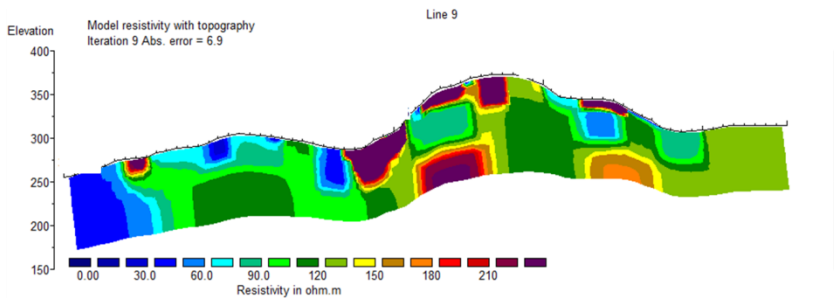 Line 9
Model resistivity with topography
Iteration 9 Abs. error = 6.9
Elevation
400
350
300
250
200
150
0.00 30.0 60.0 90.0 120 150 180 210
Resistivity in ohm.m